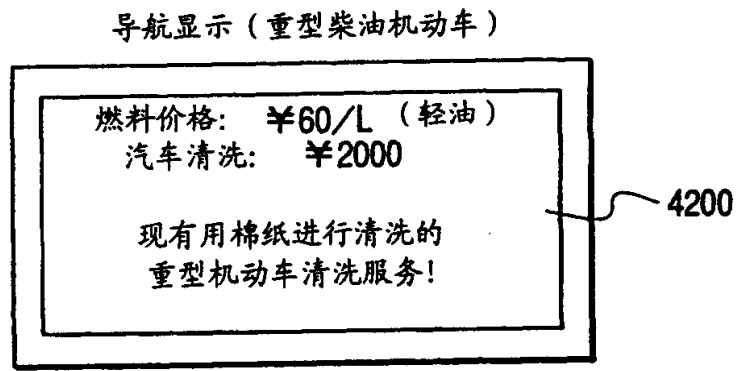 导航显示（重型柴油机动车）
燃料价格: ¥60/L （轻油）
汽车清洗: ¥2000
现有用棉纸进行清洗的
重型机动车清洗服务!
4200